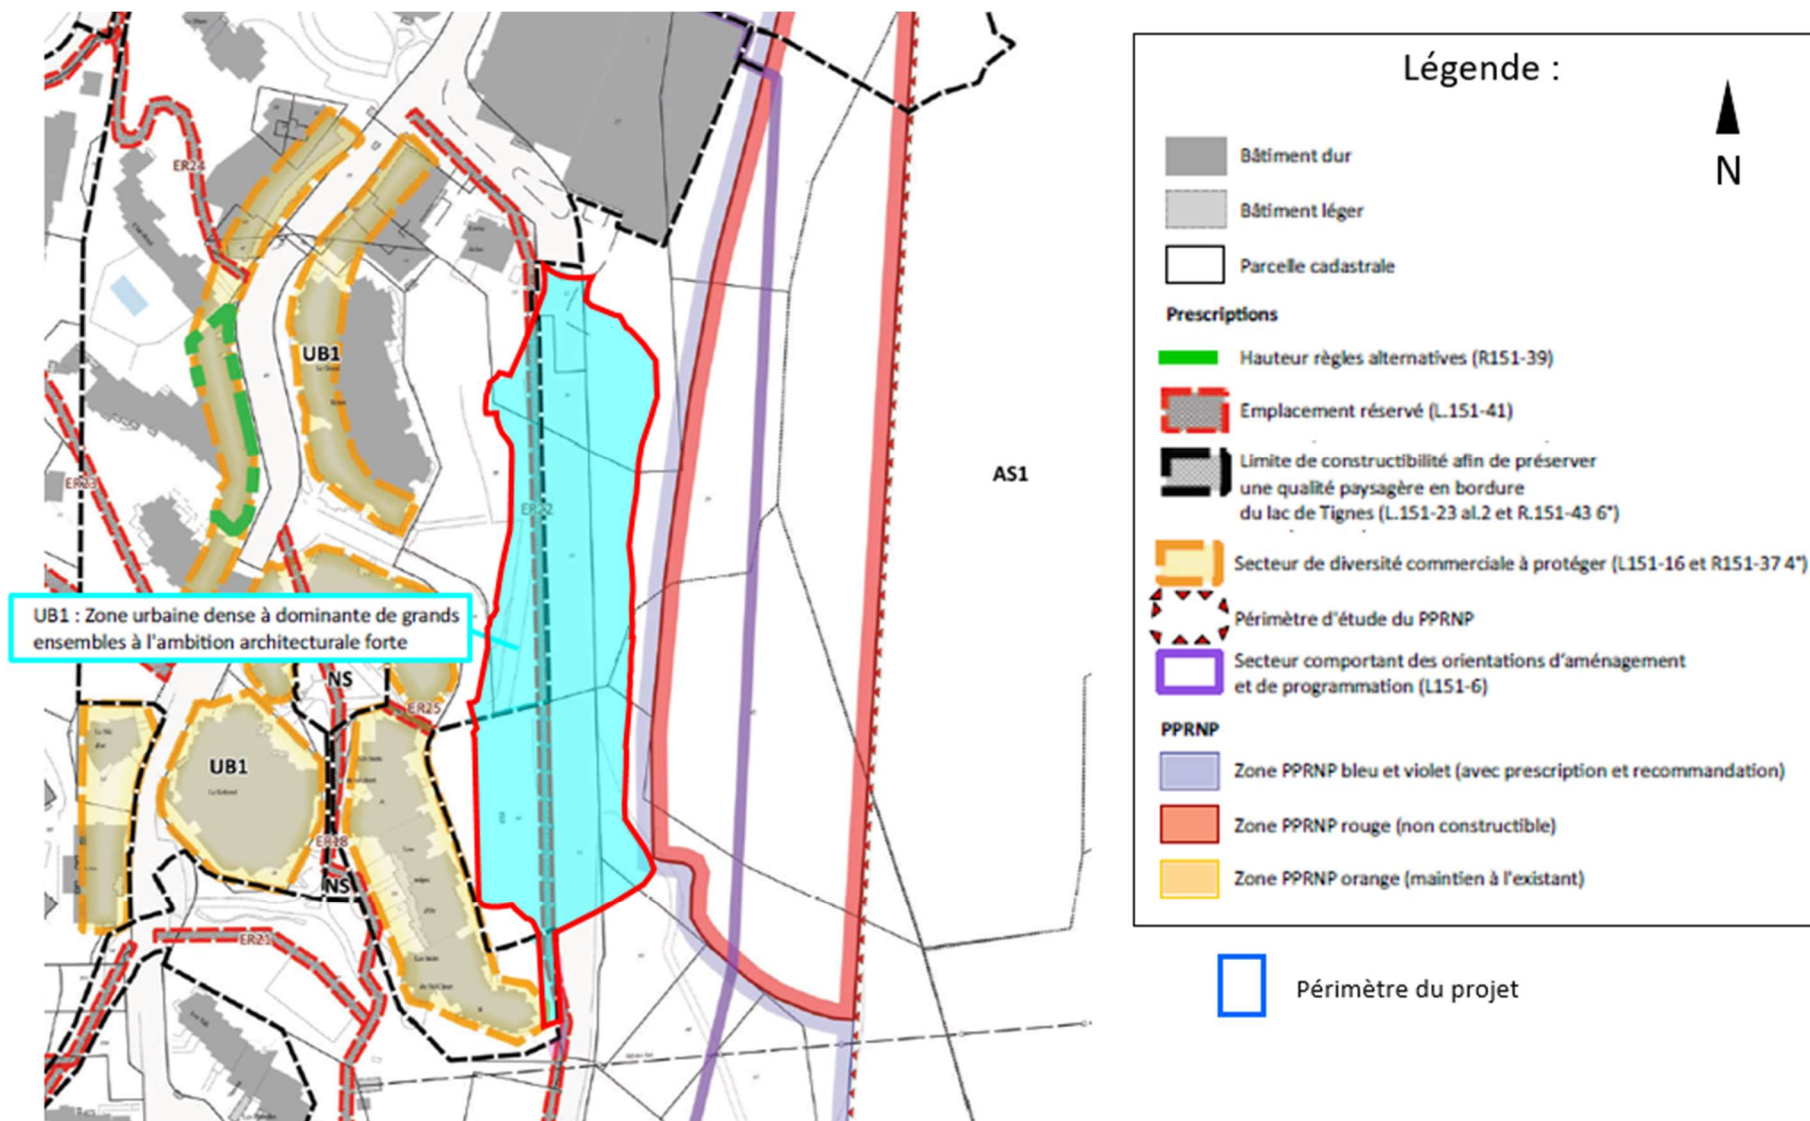 ER24
UB1
ER23
ER22
AS1
UB1 : Zone urbaine dense à dominante de grands
ensembles à l'ambition architecturale forte
NS
ER25
UB1
ER18
NS
ER21
Légende :
N
Bâtiment dur
Bâtiment léger
Parcelle cadastrale
Prescriptions
Hauteur règles alternatives (R151-39)
Emplacement réservé (L.151-41)
Limite de constructibilité afin de préserver
une qualité paysagère en bordure
du lac de Tignes (L.151-23 al.2 et R.151-43 6°)
Secteur de diversité commerciale à protéger (L151-16 et R151-37 4°)
Périmètre d'étude du PPRNP
Secteur comportant des orientations d'aménagement
et de programmation (L151-6)
PPRNP
Zone PPRNP bleu et violet (avec prescription et recommandation)
Zone PPRNP rouge (non constructible)
Zone PPRNP orange (maintien à l'existant)
Périmètre du projet